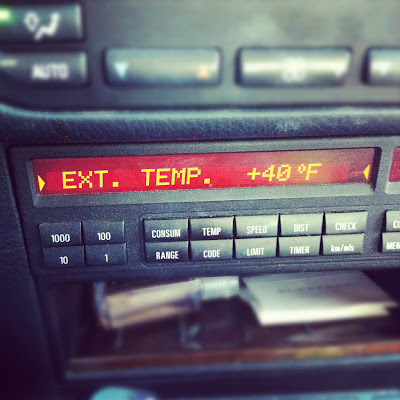 AUTO
EXT. TEMP. +40°F
1000 100 CONSUM TEMP SPEED DIST CHECK
10 1 RANGE CODE LIMIT TIMER km/mls